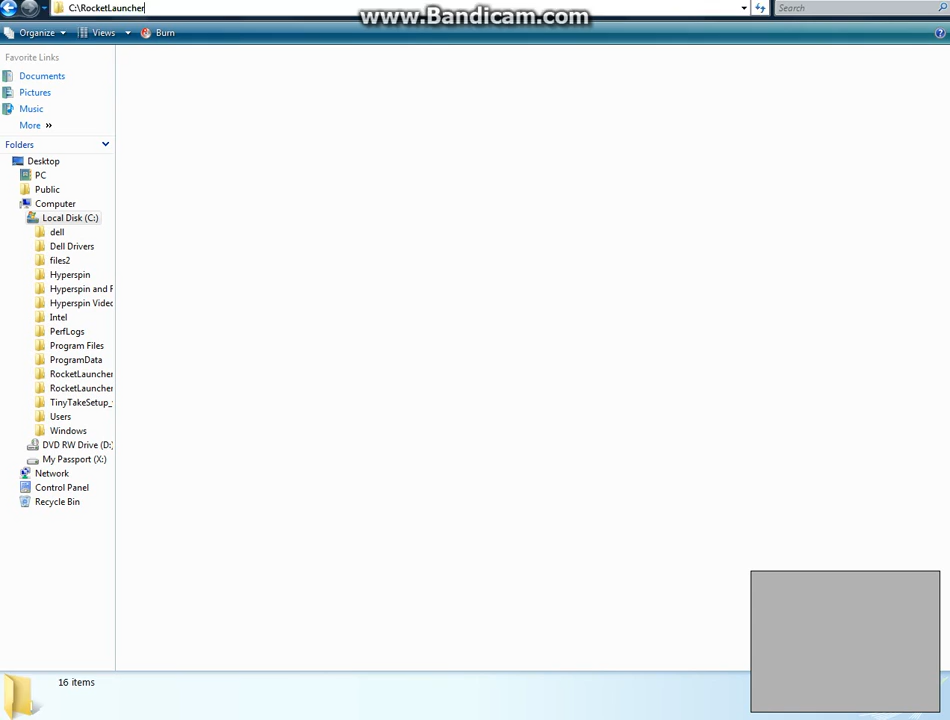 C:\RocketLauncher
www.Bandicam.com
Search
Organize
Views
Burn
Favorite Links
Documents
Pictures
Music
More »
Folders
Desktop
PC
Public
Computer
Local Disk (C:)
dell
Dell Drivers
files2
Hyperspin
Hyperspin and
Hyperspin Video
Intel
PerfLogs
Program Files
ProgramData
RocketLauncher
RocketLauncher
TinyTakeSetup_
Users
Windows
DVD RW Drive (D:)
My Passport (X:)
Network
Control Panel
Recycle Bin
16 items